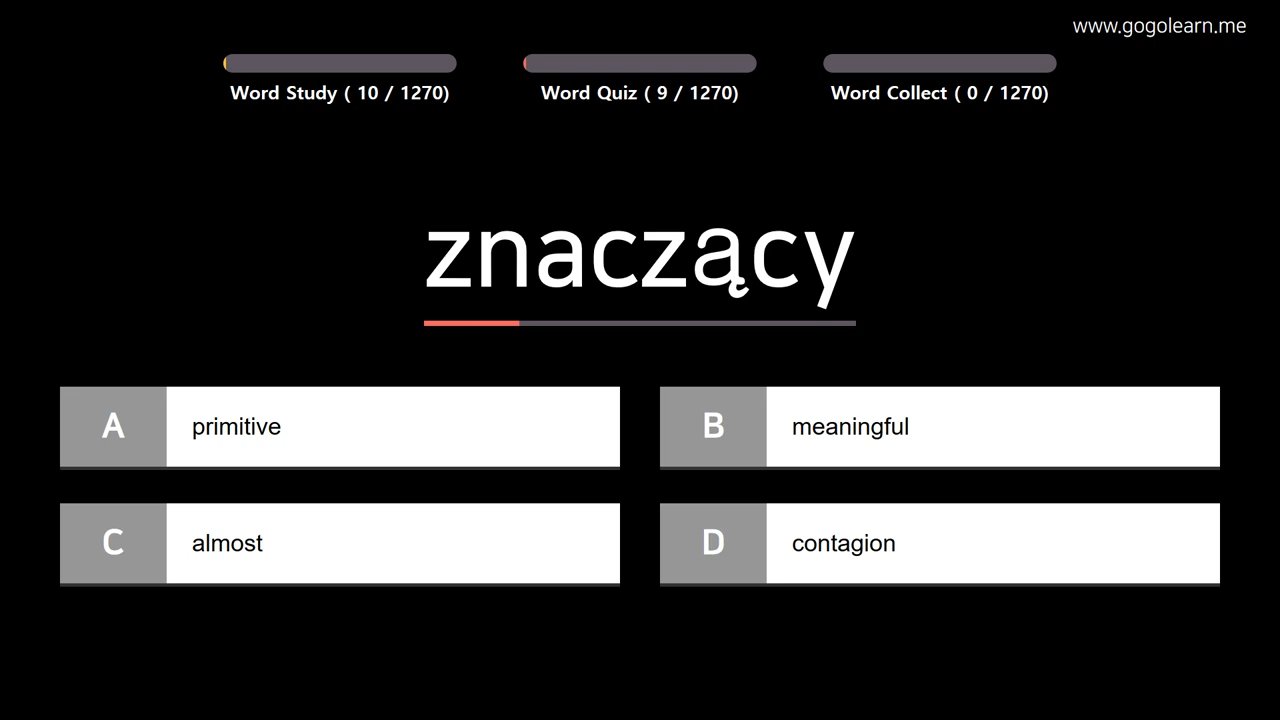 www.gogolearn.me
Word Study ( 10 / 1270)
Word Quiz ( 9 / 1270)
Word Collect ( 0 / 1270)
znaczący
A primitive
B meaningful
C almost
D contagion